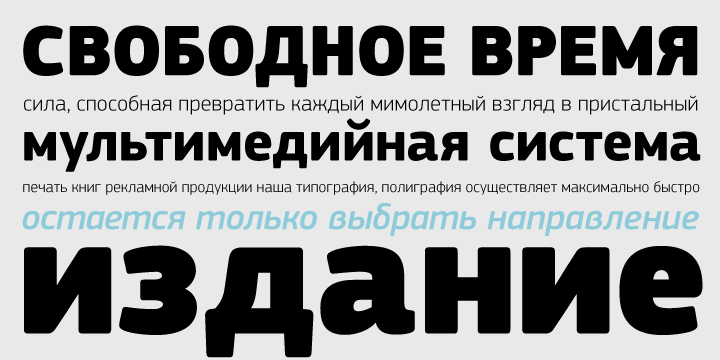 СВОБОДНОЕ ВРЕМЯ
сила, способная превратить каждый мимолетный взгляд в пристальный
мультимедийная система
печать книг рекламной продукции наша типография, полиграфия осуществляет максимально быстро
остается только выбрать направление
издание